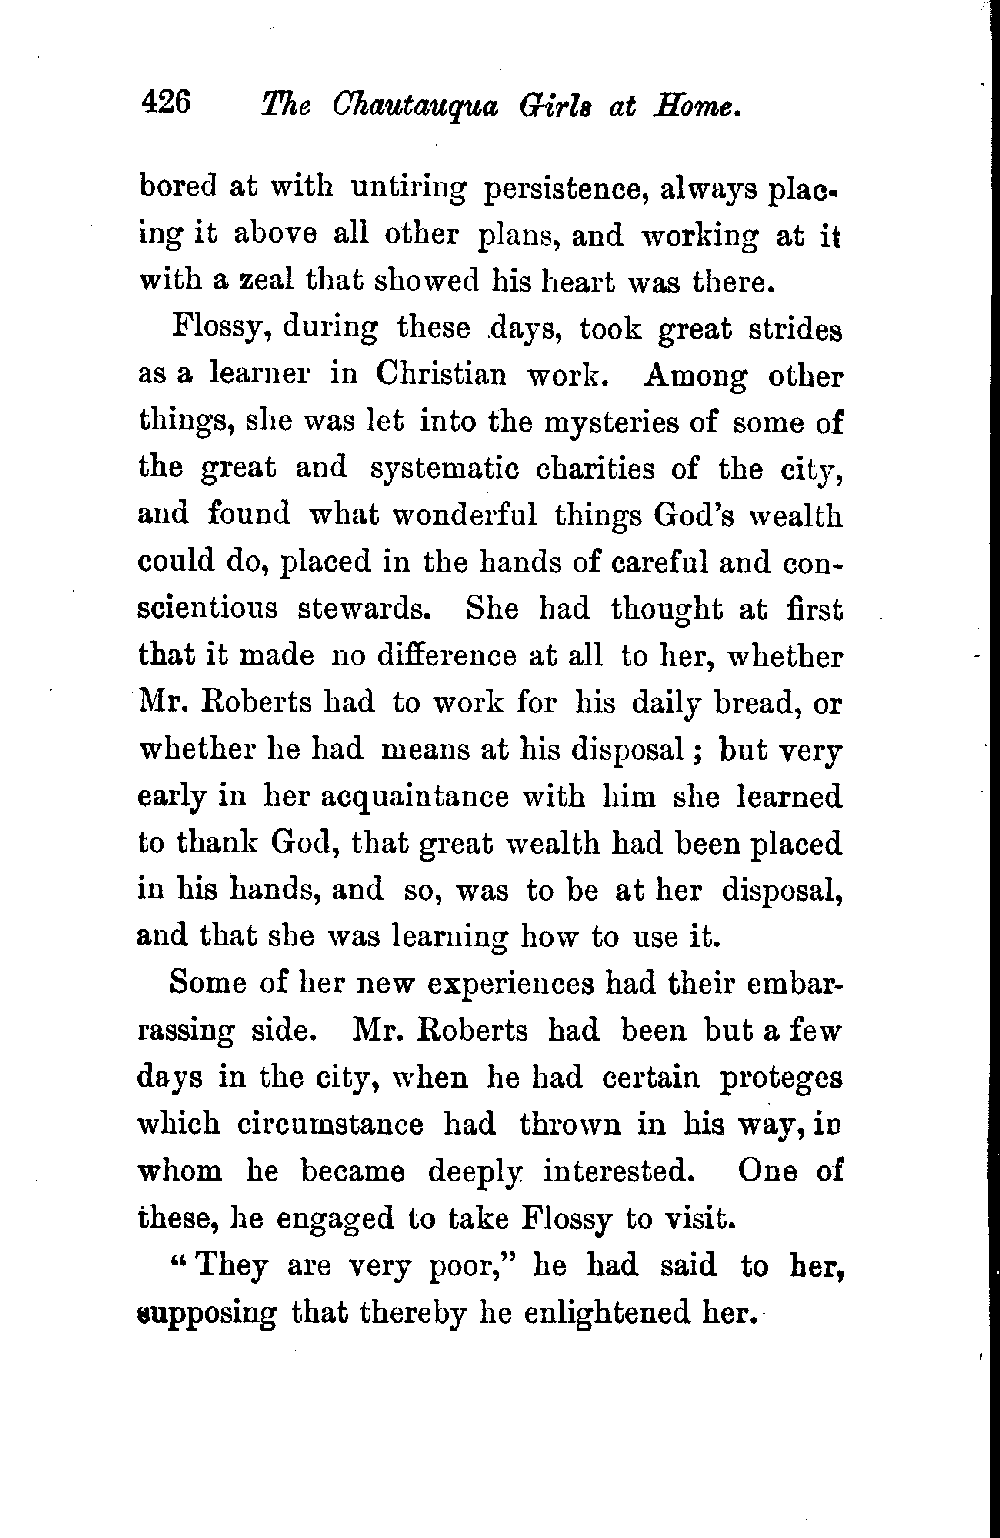 426 The Chautauqua Girls at Home.
bored at with untiring persistence, always plac-
ing it above all other plans, and working at it
with a zeal that showed his heart was there.
Flossy, during these days, took great strides
as a learner in Christian work. Among other
things, she was let into the mysteries of some of
the great and systematic charities of the city,
and found what wonderful things God's wealth
could do, placed in the hands of careful and con-
scientious stewards. She had thought at first
that it made no difference at all to her, whether
Mr. Roberts had to work for his daily bread, or
whether he had means at his disposal ; but very
early in her acquaintance with him she learned
to thank God, that great wealth had been placed
in his hands, and so, was to be at her disposal,
and that she was learning how to use it.
Some of her new experiences had their embar-
rassing side. Mr. Roberts had been but a few
days in the city, when he had certain proteges
which circumstance had thrown in his way, in
whom he became deeply interested. One of
these, he engaged to take Flossy to visit.
“ They are very poor,” he had said to her,
supposing that thereby he enlightened her.